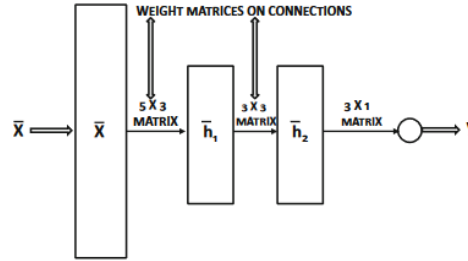 WEIGHT MATRICES ON CONNECTIONS
X̄
X̄
5 X 3
MATRIX
h̄₁
3 X 3
MATRIX
h̄₂
3 X 1
MATRIX